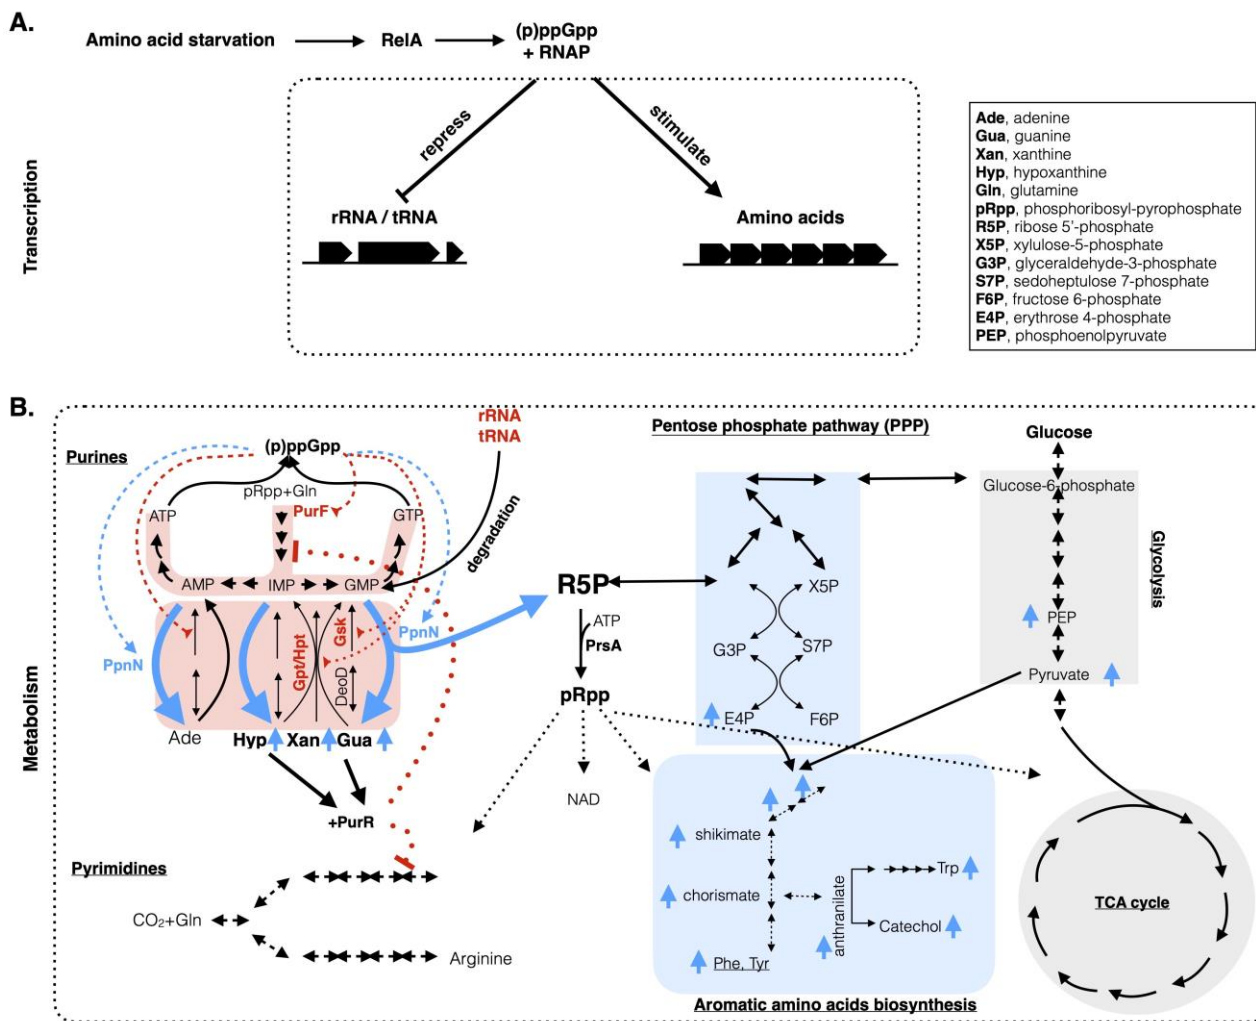 A.
Amino acid starvation
RelA
(p)ppGpp
+ RNAP
Transcription
repress
stimulate
rRNA / tRNA
Amino acids
Ade, adenine
Gua, guanine
Xan, xanthine
Hyp, hypoxanthine
Gln, glutamine
pRpp, phosphoribosyl-pyrophosphate
R5P, ribose 5'-phosphate
X5P, xylulose-5-phosphate
G3P, glyceraldehyde-3-phosphate
S7P, sedoheptulose 7-phosphate
F6P, fructose 6-phosphate
E4P, erythrose 4-phosphate
PEP, phosphoenolpyruvate
B.
Metabolism
Purines
(p)ppGpp
rRNA
tRNA
pRpp+Gln
PurF
ATP
GTP
degradation
AMP
IMP
GMP
PpnN
Gpt/Hpt
Gsk
DeoD
PpnN
Ade
Hyp
Xan
Gua
+PurR
R5P
ATP
PrsA
pRpp
NAD
Pentose phosphate pathway (PPP)
X5P
G3P
S7P
E4P
F6P
Glucose
Glucose-6-phosphate
Glycolysis
PEP
Pyruvate
Pyrimidines
CO₂+Gln
Arginine
shikimate
chorismate
anthranilate
Trp
Catechol
Phe, Tyr
Aromatic amino acids biosynthesis
TCA cycle